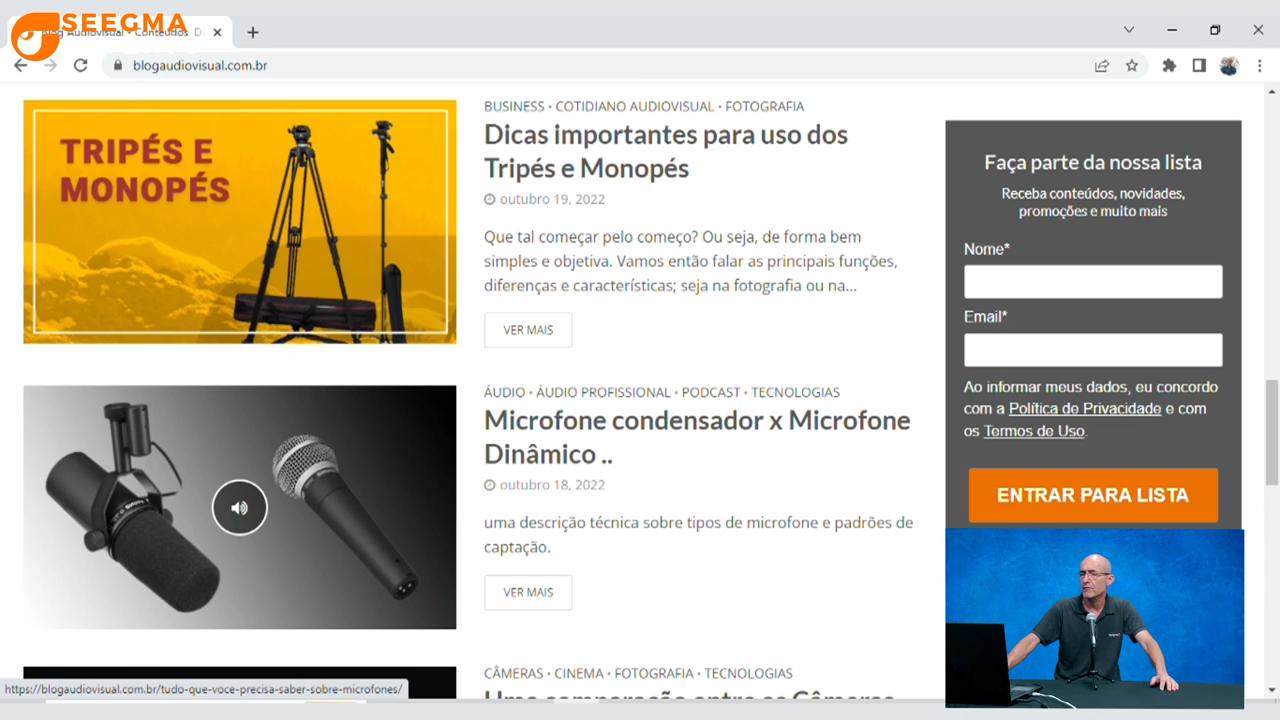 SEEGMA
Blog Audiovisual - Conteúdos D
blogaudiovisual.com.br
TRIPÉS E
MONOPÉS
BUSINESS • COTIDIANO AUDIOVISUAL • FOTOGRAFIA
Dicas importantes para uso dos
Tripés e Monopés
outubro 19, 2022
Que tal começar pelo começo? Ou seja, de forma bem
simples e objetiva. Vamos então falar as principais funções,
diferenças e características; seja na fotografia ou na...
VER MAIS
ÁUDIO • ÁUDIO PROFISSIONAL • PODCAST • TECNOLOGIAS
Microfone condensador x Microfone
Dinâmico ..
outubro 18, 2022
uma descrição técnica sobre tipos de microfone e padrões de
captação.
VER MAIS
CÂMERAS • CINEMA • FOTOGRAFIA • TECNOLOGIAS
Uma comparação entre as Câmeras
Faça parte da nossa lista
Receba conteúdos, novidades,
promoções e muito mais
Nome*
Email*
Ao informar meus dados, eu concordo
com a Política de Privacidade e com
os Termos de Uso.
ENTRAR PARA LISTA
https://blogaudiovisual.com.br/tudo-que-voce-precisa-saber-sobre-microfones/